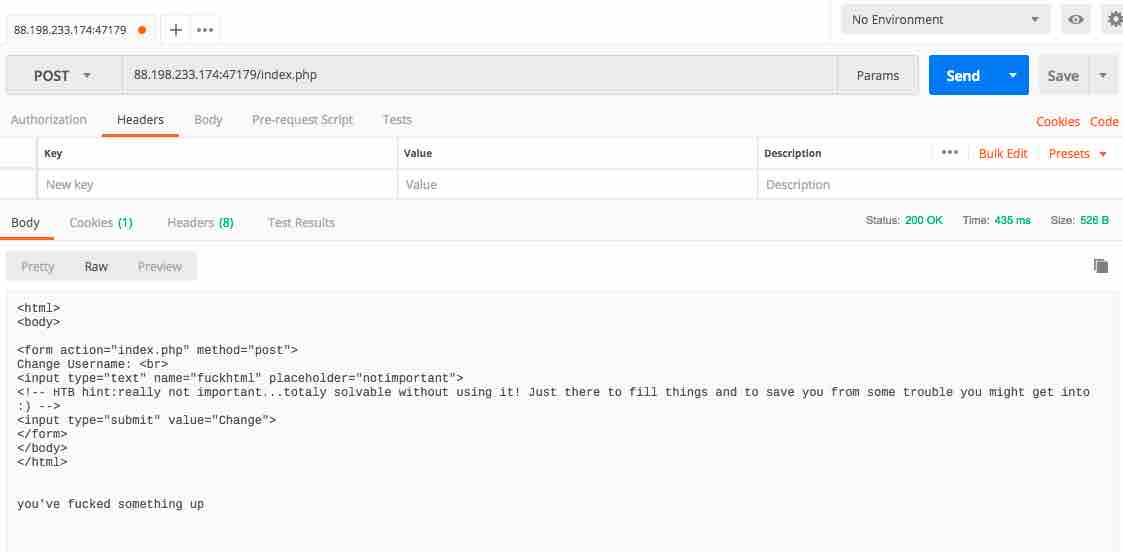 88.198.233.174:47179
No Environment
POST 88.198.233.174:47179/index.php Params Send Save
Authorization Headers Body Pre-request Script Tests Cookies Code
Key Value Description Bulk Edit Presets
New key Value Description
Body Cookies (1) Headers (8) Test Results Status: 200 OK Time: 435 ms Size: 526 B
Pretty Raw Preview
<html>
<body>
<form action="index.php" method="post">
Change Username: <br>
<input type="text" name="fuckhtml" placeholder="notimportant">
<!-- HTB hint:really not important...totaly solvable without using it! Just there to fill things and to save you from some trouble you might get into
:) -->
<input type="submit" value="Change">
</form>
</body>
</html>
you've fucked something up